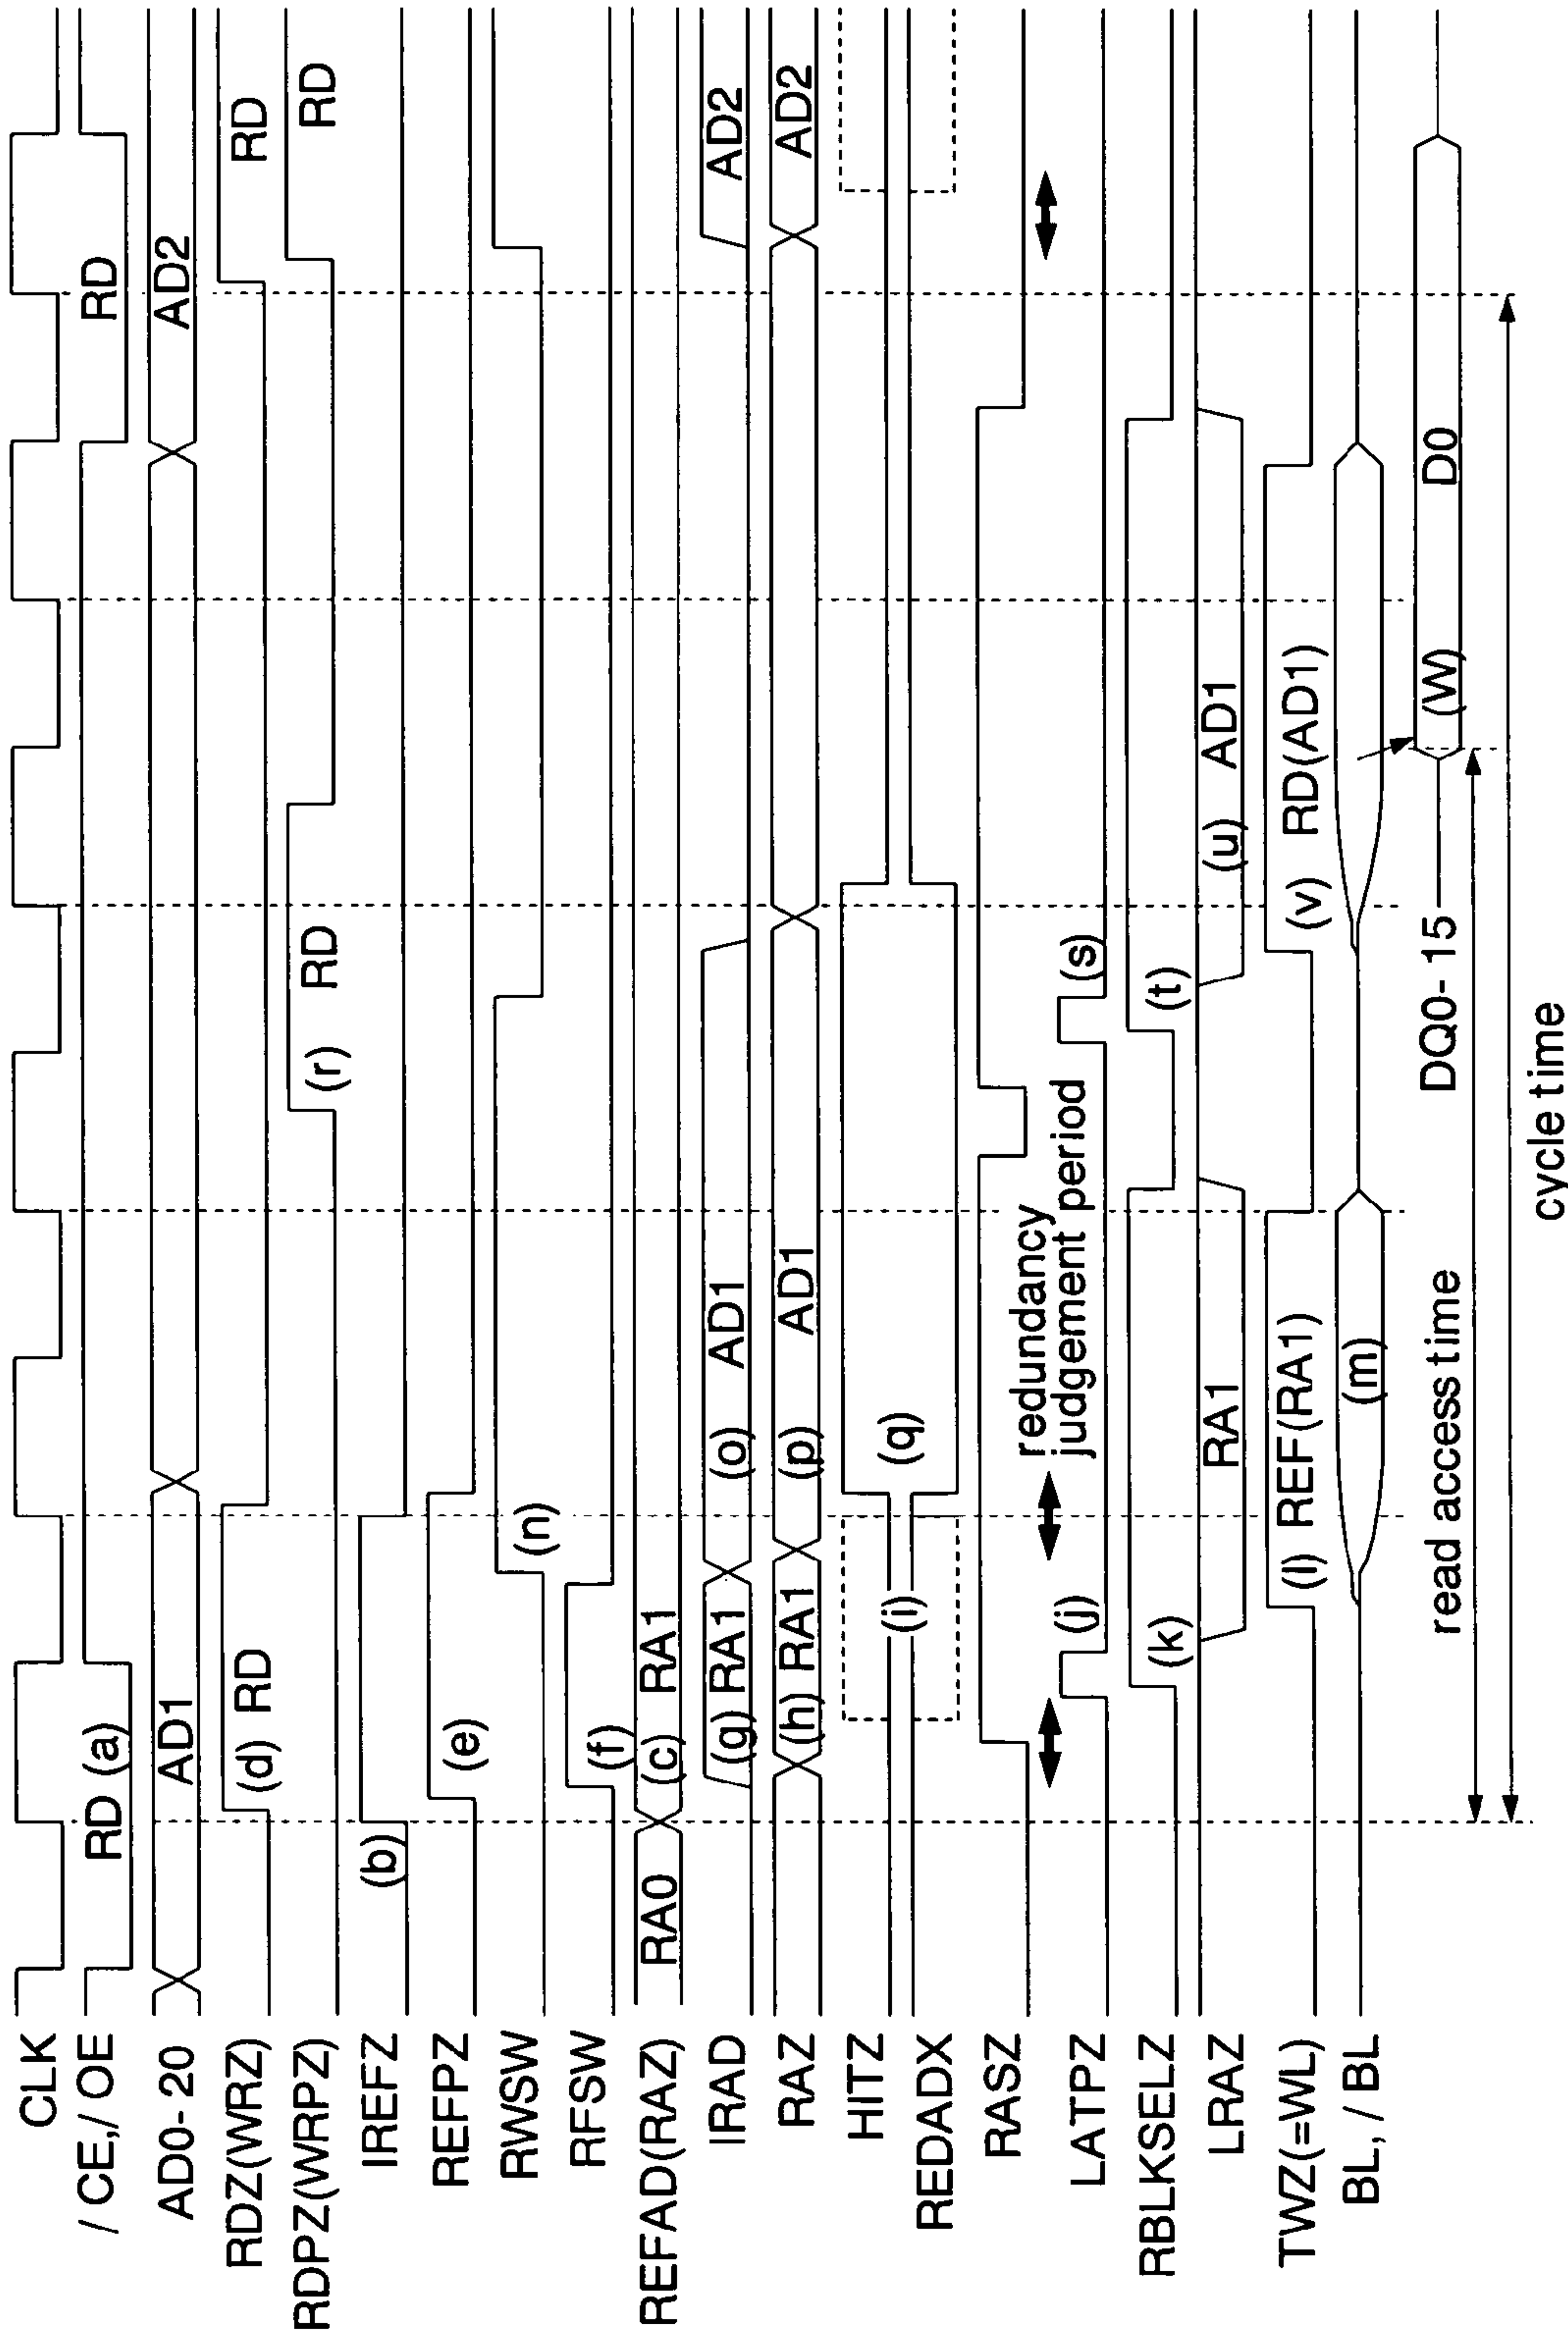 CLK
/ CE,/ OE RD (a) RD
AD0- 20 AD1 AD2
RDZ(WRZ) (d) RD RD
RDPZ(WRPZ) (r) RD RD
IREFZ (b)
REFPZ (e)
RWSW (n)
RFSW (f)
REFAD(RAZ) RA0 (c) RA1
IRAD (g) RA1 (o) AD1 AD2
RAZ (h) RA1 (p) AD1 AD2
HITZ (i) (q)
REDADX
RASZ
redundancy
judgement period
LATPZ (j) (s)
RBLKSELZ (k) (t)
LRAZ RA1 (u) AD1
TWZ(=WL) (l) REF(RA1) (v) RD(AD1)
BL, / BL (m)
DQ0- 15 (W) D0
read access time
cycle time